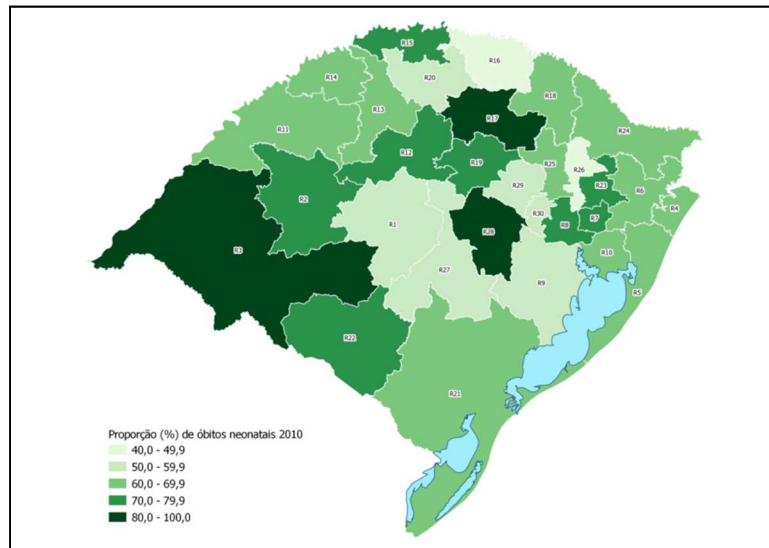 R15
R16
R20
R14
R18
R13
R17
R24
R11
R12
R19
R25
R26
R29
R23
R6
R2
R4
R30
R7
R8
R1
R28
R3
R10
R27
R9
R5
R22
R21
Proporção (%) de óbitos neonatais 2010
40,0 - 49,9
50,0 - 59,9
60,0 - 69,9
70,0 - 79,9
80,0 - 100,0